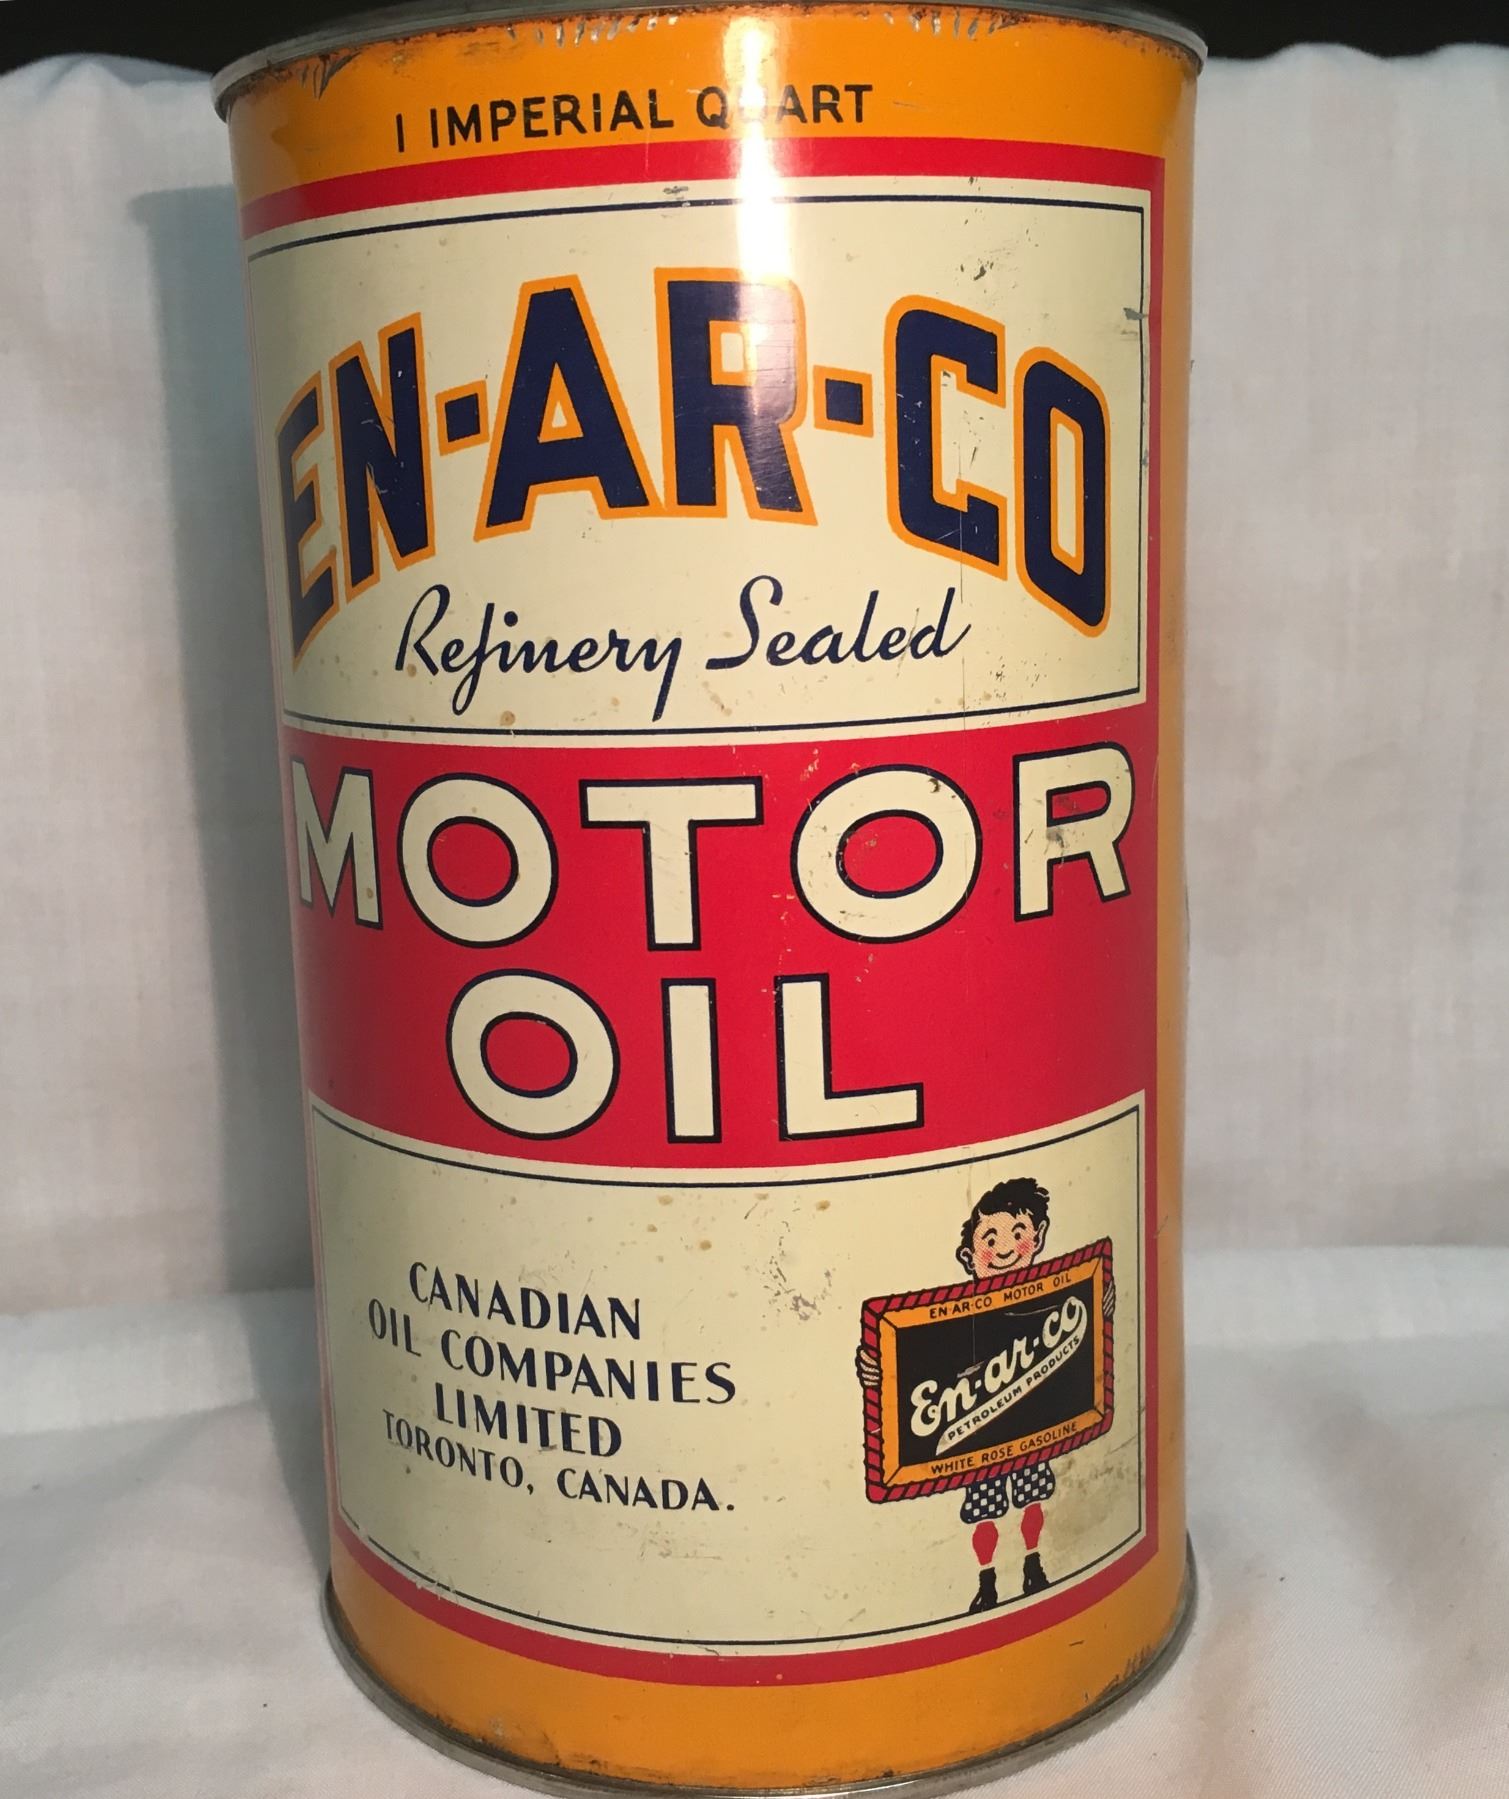 1 IMPERIAL QUART
EN-AR-CO
Refinery Sealed
MOTOR
OIL
CANADIAN
OIL COMPANIES
LIMITED
TORONTO, CANADA.
EN-AR-CO MOTOR OIL
En-ar-co
PETROLEUM PRODUCTS
WHITE ROSE GASOLINE